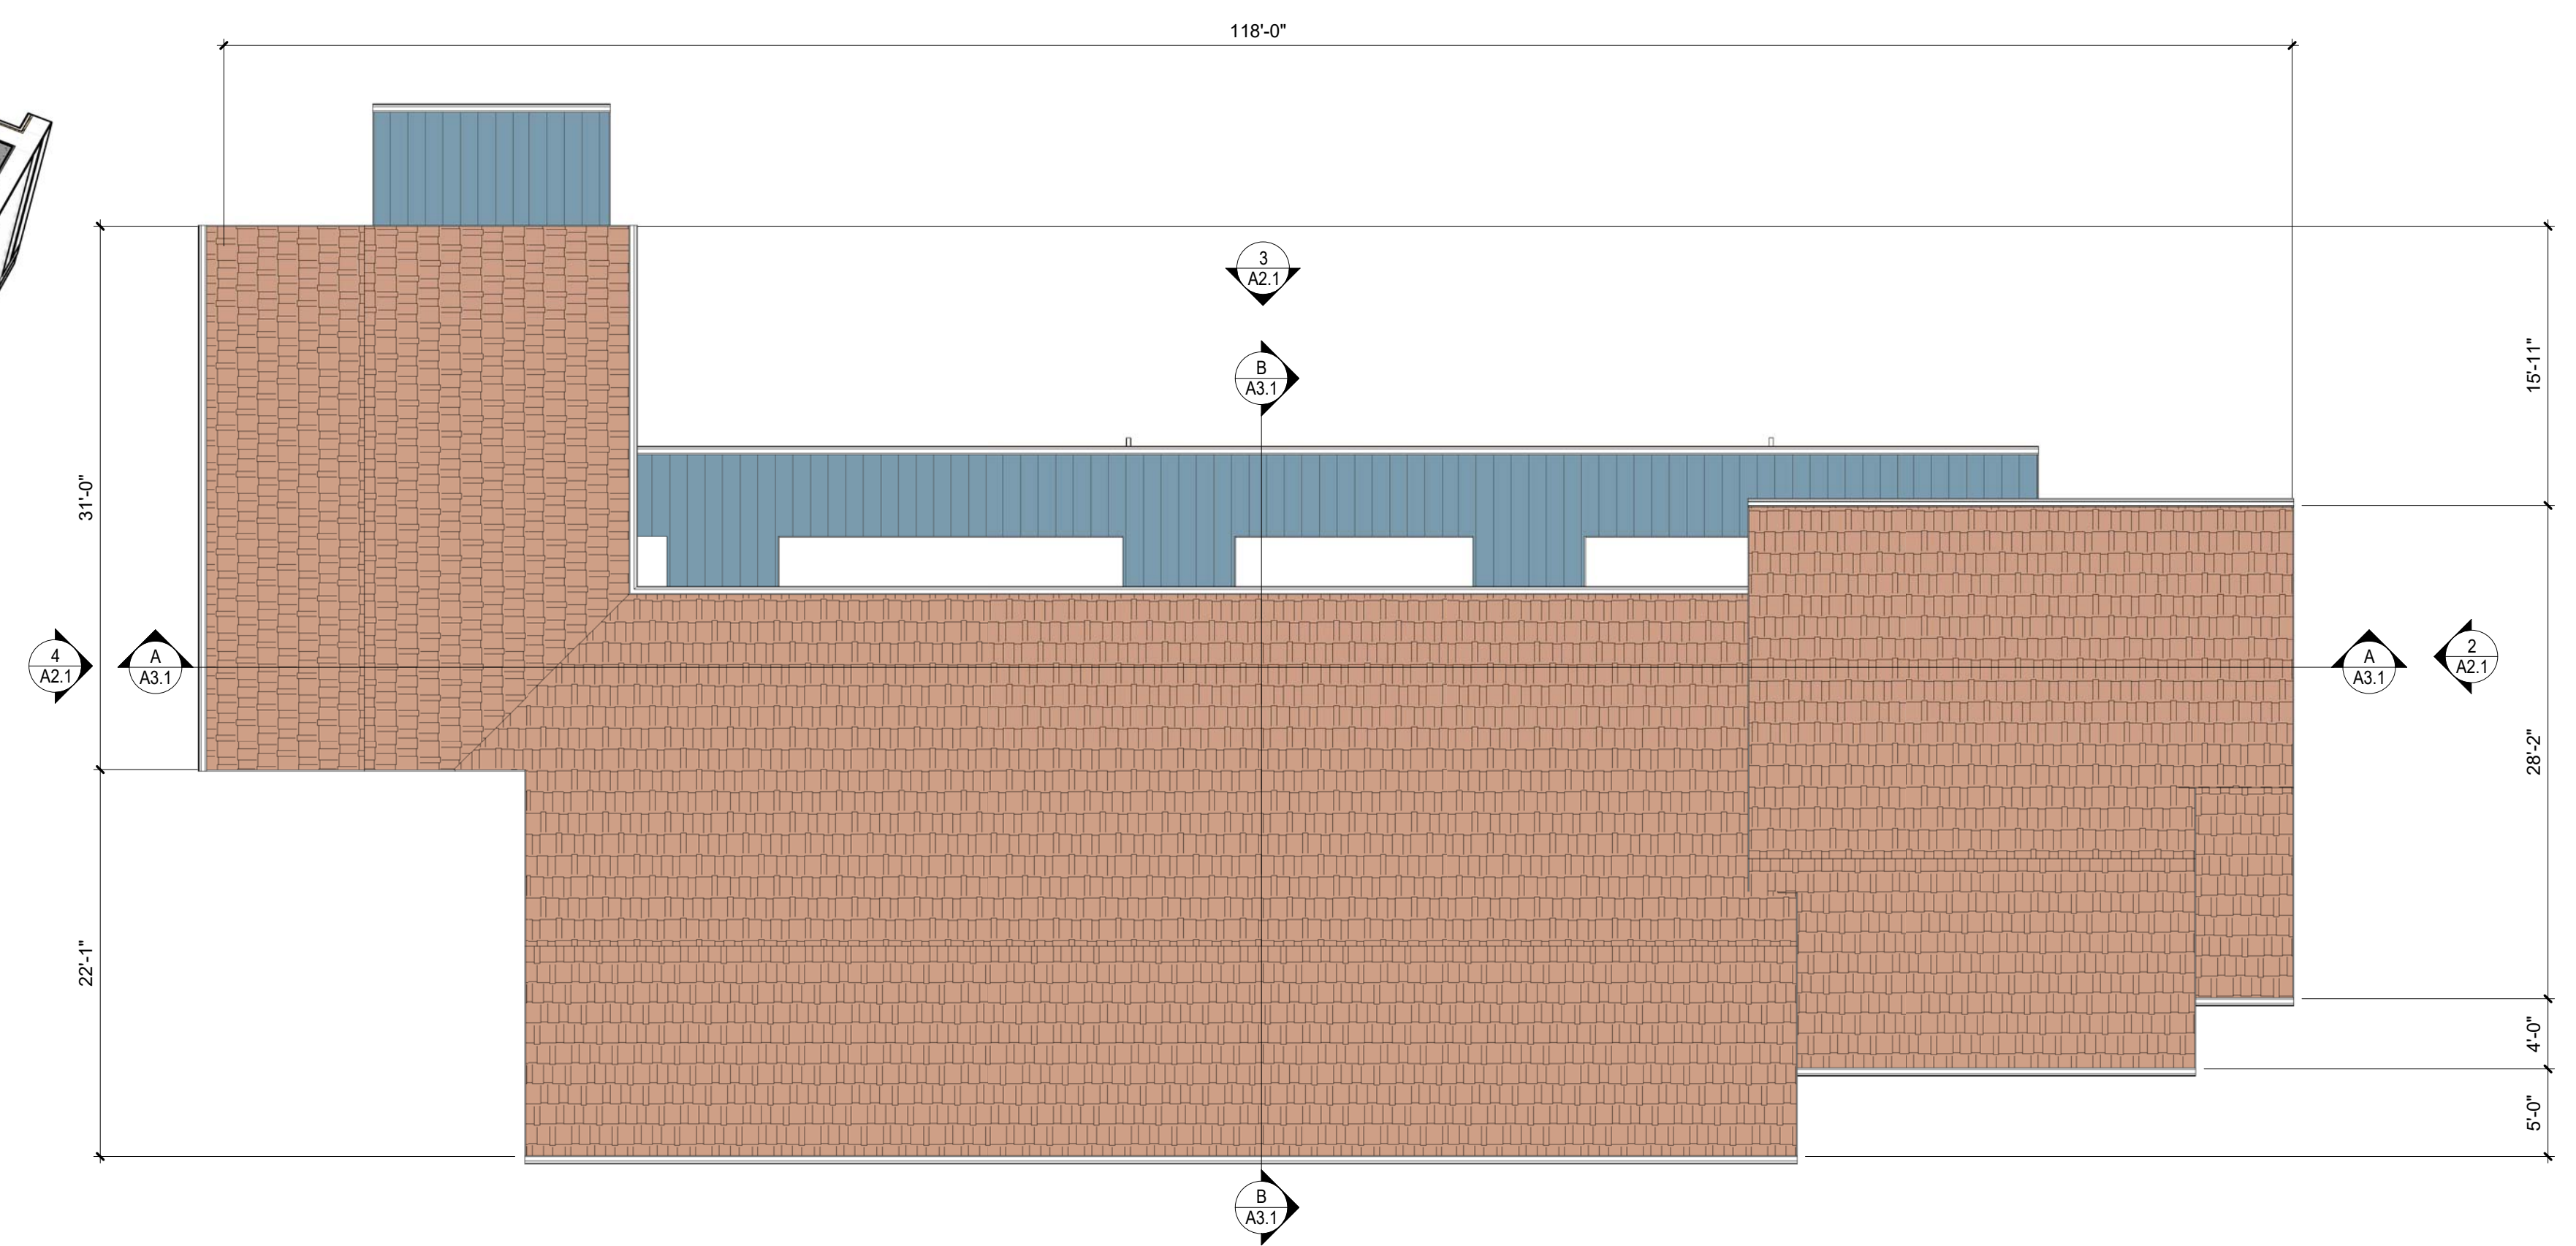 118'-0"
3
A2.1
B
A3.1
15'-11"
31'-0"
4
A2.1
A
A3.1
A
A3.1
2
A2.1
28'-2"
22'-1"
4'-0"
5'-0"
B
A3.1